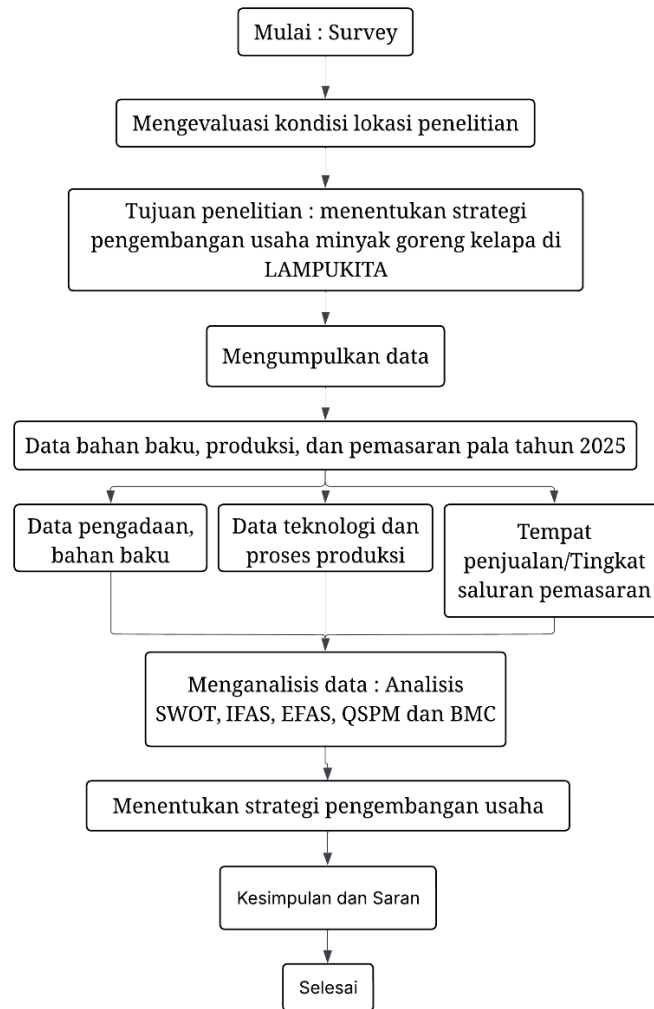 Mulai : Survey
Mengevaluasi kondisi lokasi penelitian
Tujuan penelitian : menentukan strategi
pengembangan usaha minyak goreng kelapa di
LAMPUKITA
Mengumpulkan data
Data bahan baku, produksi, dan pemasaran pala tahun 2025
Data pengadaan,
bahan baku
Data teknologi dan
proses produksi
Tempat
penjualan/Tingkat
saluran pemasaran
Menganalisis data : Analisis
SWOT, IFAS, EFAS, QSPM dan BMC
Menentukan strategi pengembangan usaha
Kesimpulan dan Saran
Selesai